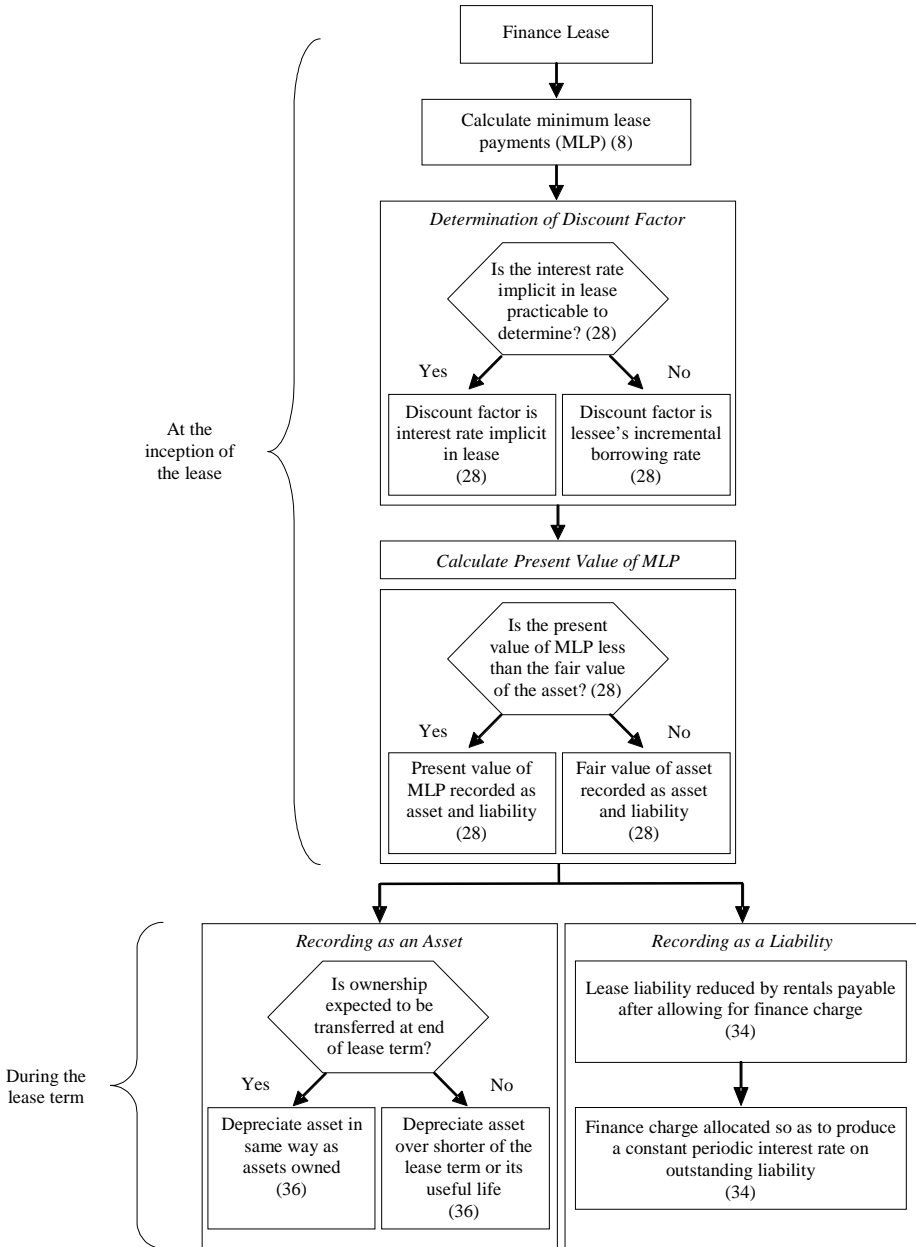 Finance Lease
Calculate minimum lease
payments (MLP) (8)
Determination of Discount Factor
Is the interest rate
implicit in lease
practicable to
determine? (28)
Yes
No
Discount factor is
interest rate implicit
in lease
(28)
Discount factor is
lessee's incremental
borrowing rate
(28)
At the
inception of
the lease
Calculate Present Value of MLP
Is the present
value of MLP less
than the fair value
of the asset? (28)
Yes
No
Present value of
MLP recorded as
asset and liability
(28)
Fair value of asset
recorded as asset
and liability
(28)
During the
lease term
Recording as an Asset
Is ownership
expected to be
transferred at end
of lease term?
Yes
No
Depreciate asset in
same way as
assets owned
(36)
Depreciate asset
over shorter of the
lease term or its
useful life
(36)
Recording as a Liability
Lease liability reduced by rentals payable
after allowing for finance charge
(34)
Finance charge allocated so as to produce
a constant periodic interest rate on
outstanding liability
(34)